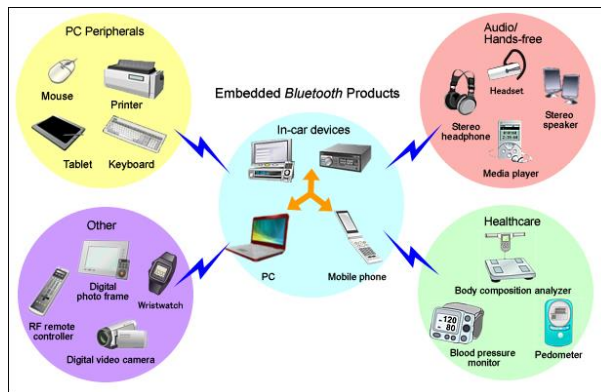 PC Peripherals
Mouse
Printer
Tablet
Keyboard
Embedded Bluetooth Products
In-car devices
PC
Mobile phone
Audio/
Hands-free
Headset
Stereo
headphone
Stereo
speaker
Media player
Other
Digital
photo frame
Wristwatch
RF remote
controller
Digital video camera
Healthcare
Body composition analyzer
120
80
Blood pressure
monitor
Pedometer